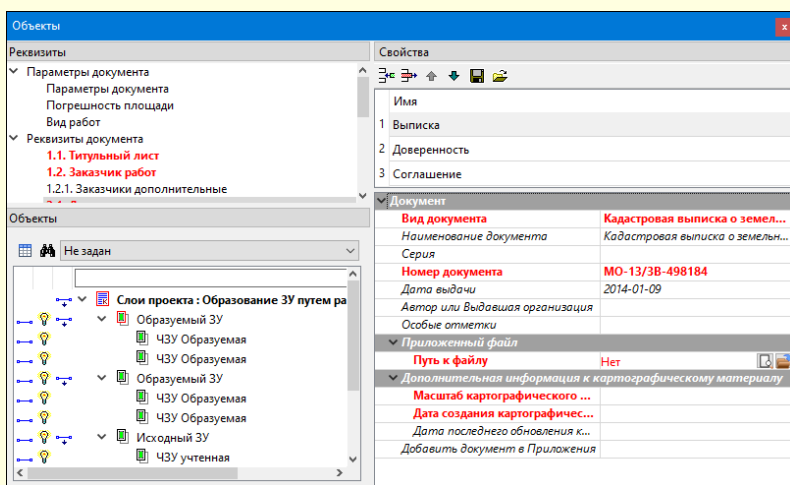 Объекты
Реквизиты
Параметры документа
Параметры документа
Погрешность площади
Вид работ
Реквизиты документа
1.1. Титульный лист
1.2. Заказчик работ
1.2.1. Заказчики дополнительные
Объекты
Не задан
Слои проекта : Образование ЗУ путем ра
Образуемый ЗУ
ЧЗУ Образуемая
ЧЗУ Образуемая
Образуемый ЗУ
ЧЗУ Образуемая
ЧЗУ Образуемая
Исходный ЗУ
ЧЗУ учтенная
Свойства
Имя
1 Выписка
2 Доверенность
3 Соглашение
Документ
Вид документа Кадастровая выписка о земел...
Наименование документа Кадастровая выписка о земельн...
Серия
Номер документа МО-13/ЗВ-498184
Дата выдачи 2014-01-09
Автор или Выдавшая организация
Особые отметки
Приложенный файл
Путь к файлу Нет
Дополнительная информация к картографическому материалу
Масштаб картографического ...
Дата создания картографичес...
Дата последнего обновления к...
Добавить документ в Приложения